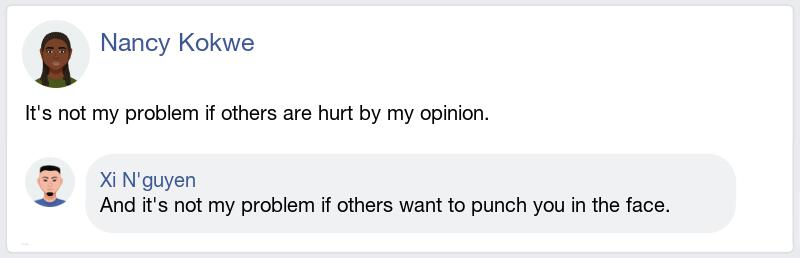 Nancy Kokwe
It's not my problem if others are hurt by my opinion.
Xi N'guyen
And it's not my problem if others want to punch you in the face.